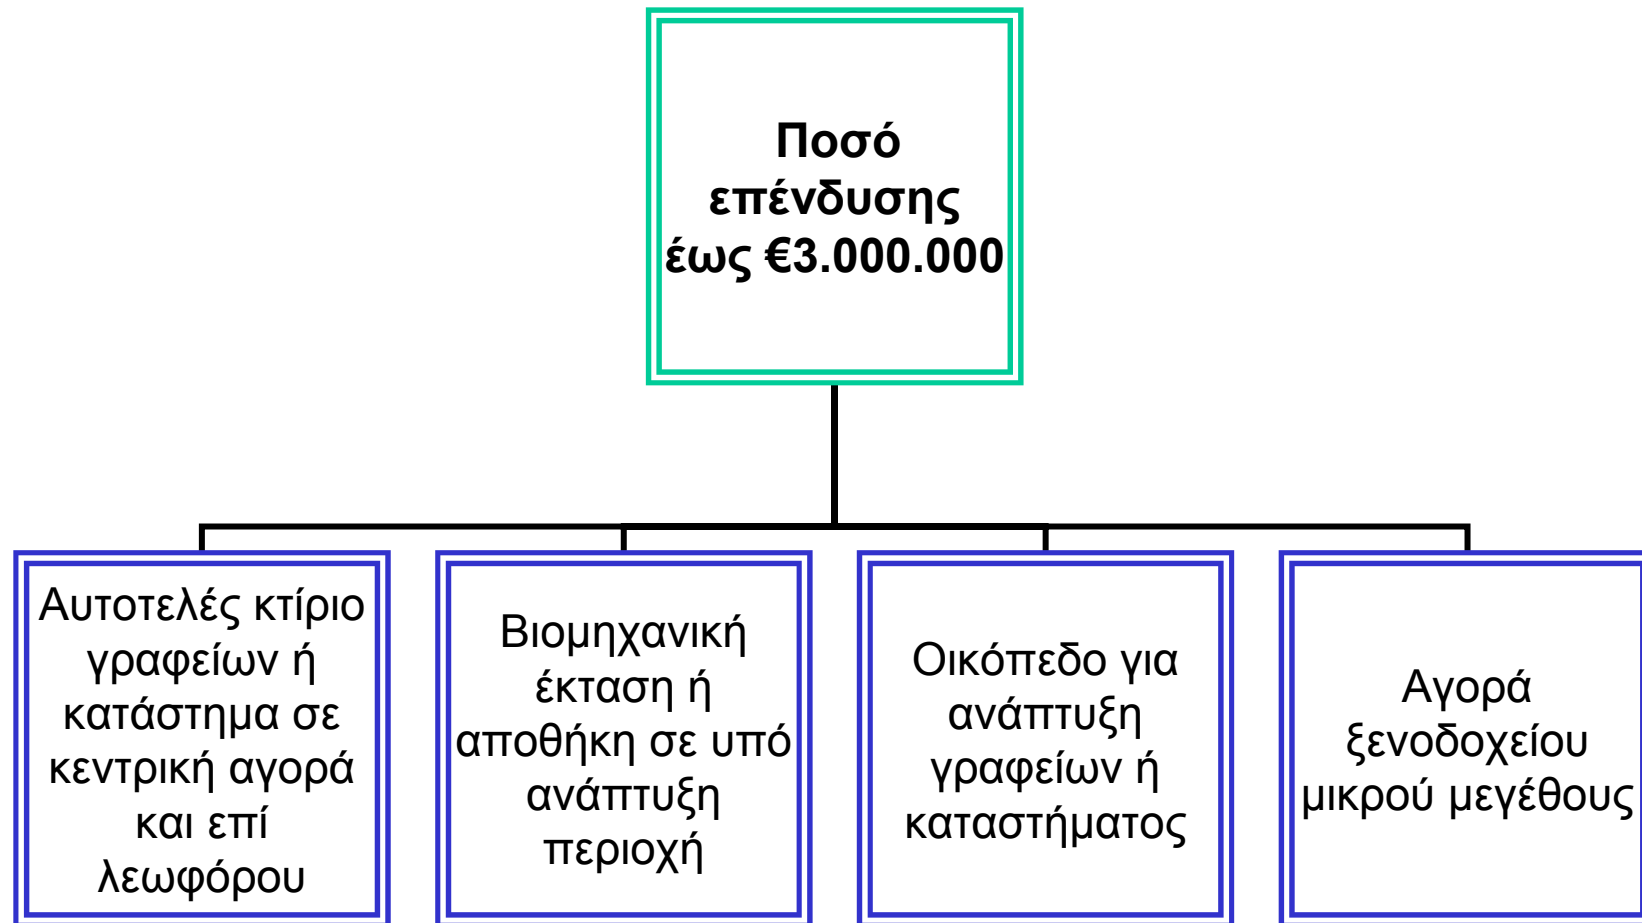 Ποσό
επένδυσης
έως €3.000.000
Αυτοτελές κτίριο
γραφείων ή
κατάστημα σε
κεντρική αγορά
και επί
λεωφόρου
Βιομηχανική
έκταση ή
αποθήκη σε υπό
ανάπτυξη
περιοχή
Οικόπεδο για
ανάπτυξη
γραφείων ή
καταστήματος
Αγορά
ξενοδοχείου
μικρού μεγέθους